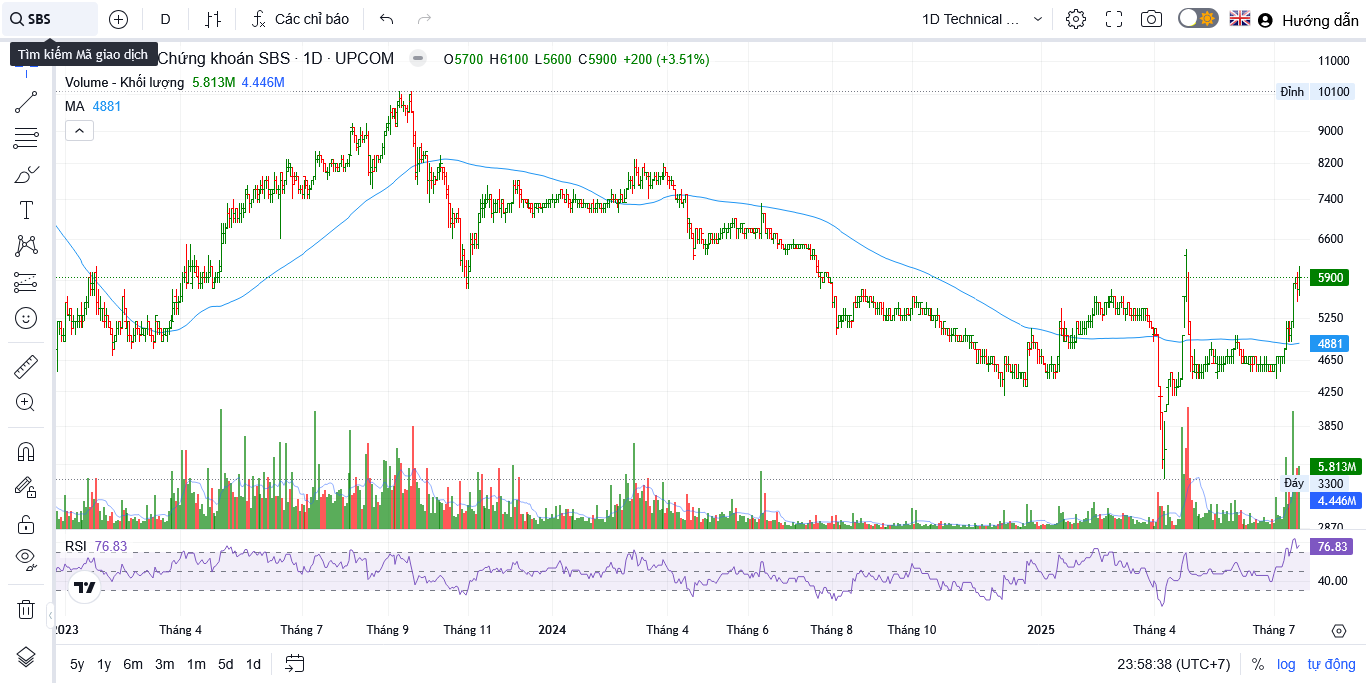 SBS D Các chỉ báo 1D Technical ... Hướng dẫn
Tìm kiếm Mã giao dịch
Chứng khoán SBS · 1D · UPCOM O5700 H6100 L5600 C5900 +200 (+3.51%)
Volume - Khối lượng 5.813M 4.446M
MA 4881
11000
Đỉnh 10100
9000
8200
7400
6600
5900
5250
4881
4650
4250
3850
5.813M
Đáy 3300
4.446M
2870
RSI 76.83
76.83
40.00
2023 Tháng 4 Tháng 7 Tháng 9 Tháng 11 2024 Tháng 4 Tháng 6 Tháng 8 Tháng 10 2025 Tháng 4 Tháng 7
5y 1y 6m 3m 1m 5d 1d 23:58:38 (UTC+7) % log tự động